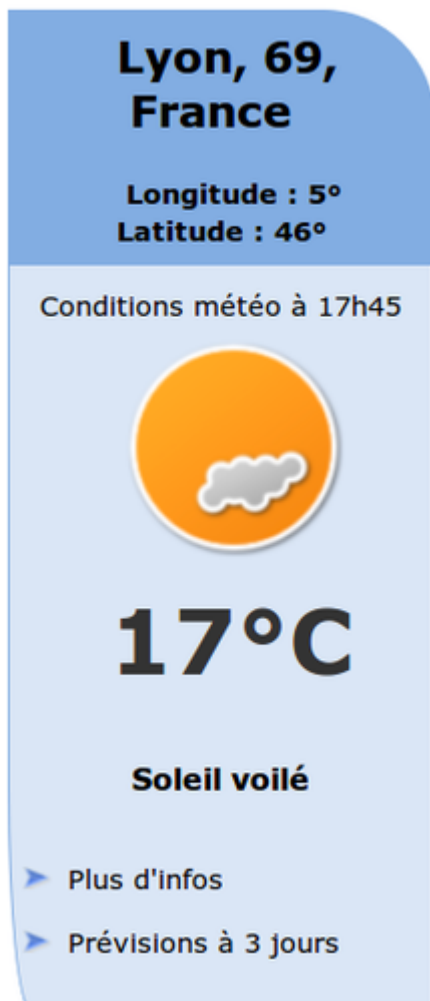 Lyon, 69,
France
Longitude : 5°
Latitude : 46°
Conditions météo à 17h45
17°C
Soleil voilé
Plus d'infos
Prévisions à 3 jours